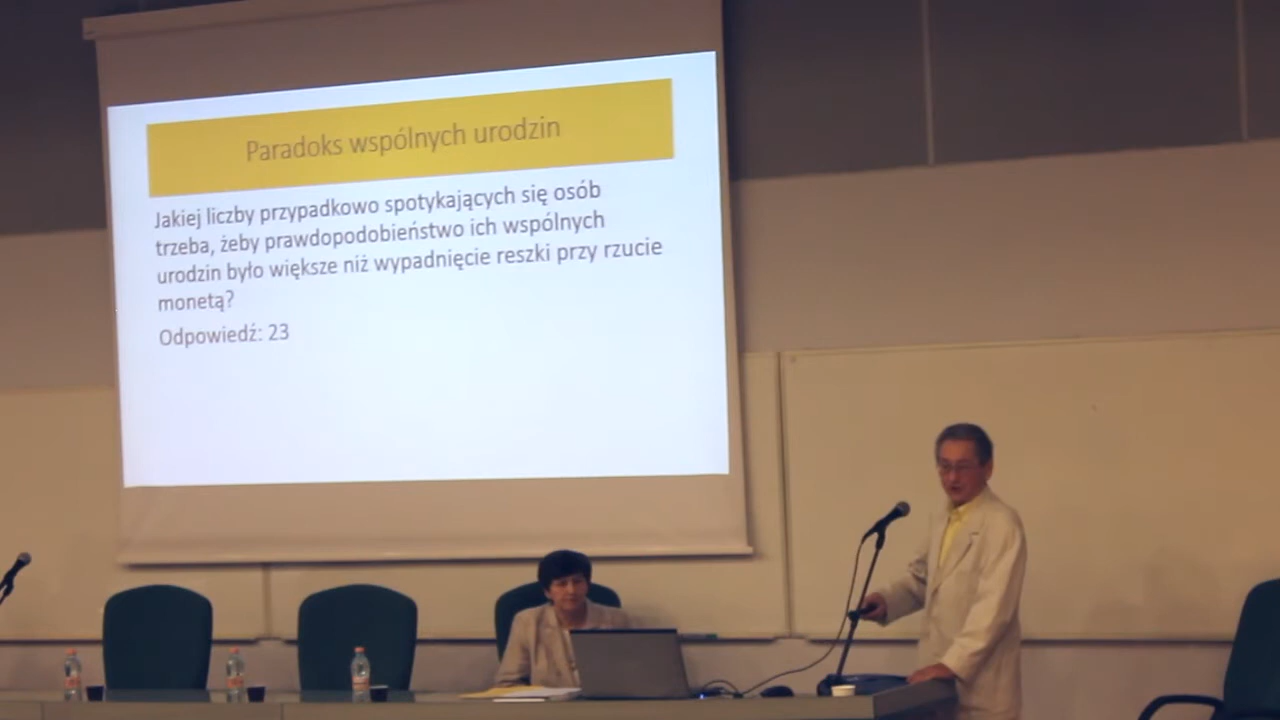 Paradoks wspólnych urodzin
Jakiej liczby przypadkowo spotykających się osób
trzeba, żeby prawdopodobieństwo ich wspólnych
urodzin było większe niż wypadnięcie reszki przy rzucie
monetą?
Odpowiedź: 23